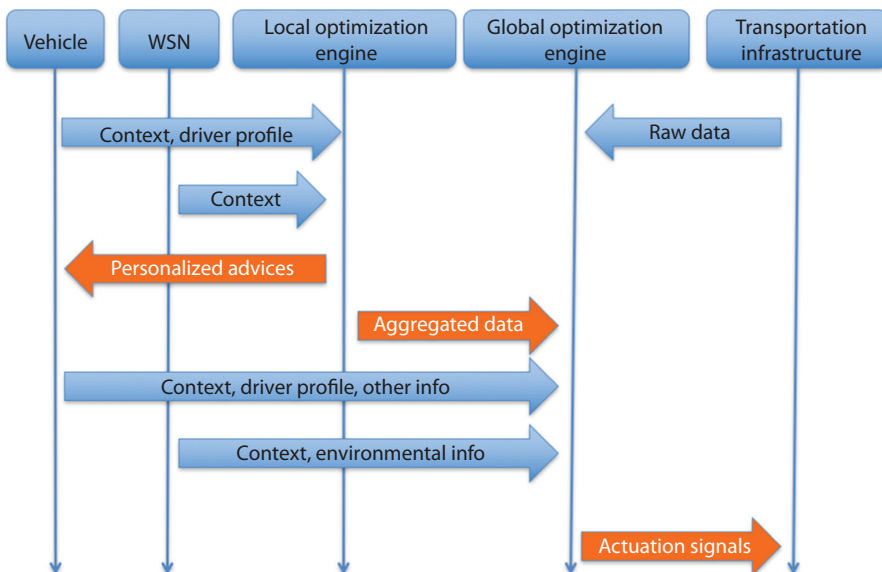 Vehicle
WSN
Local optimization
engine
Global optimization
engine
Transportation
infrastructure
Context, driver profile
Raw data
Context
Personalized advices
Aggregated data
Context, driver profile, other info
Context, environmental info
Actuation signals